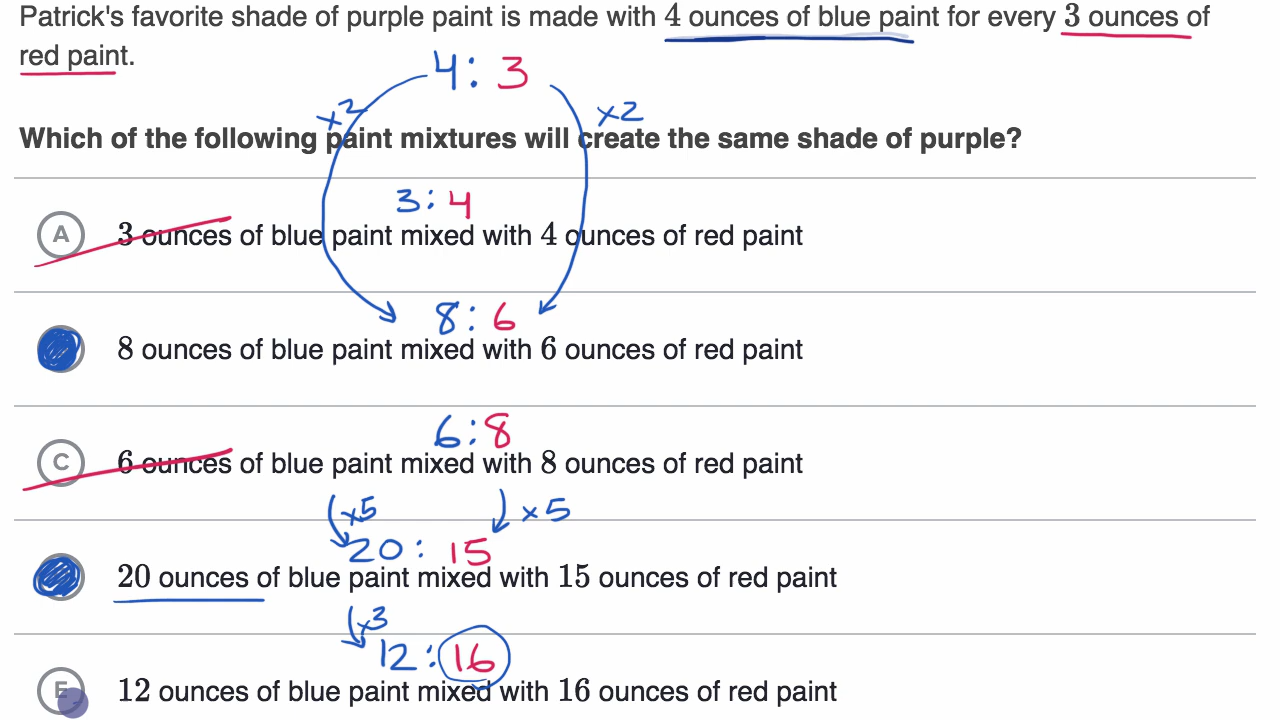 Patrick's favorite shade of purple paint is made with 4 ounces of blue paint for every 3 ounces of
red paint.
4 : 3
x2 x2
Which of the following paint mixtures will create the same shade of purple?
3 : 4
A 3 ounces of blue paint mixed with 4 ounces of red paint
8 : 6
8 ounces of blue paint mixed with 6 ounces of red paint
6 : 8
C 6 ounces of blue paint mixed with 8 ounces of red paint
x5 x5
20 : 15
20 ounces of blue paint mixed with 15 ounces of red paint
x3
12 : 16
E 12 ounces of blue paint mixed with 16 ounces of red paint